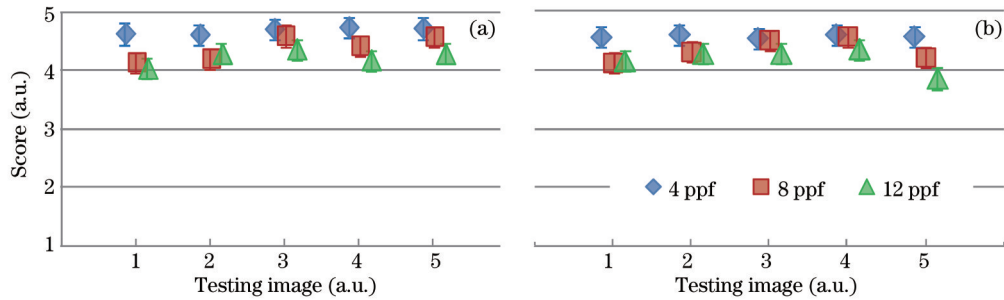 5
(a)
(b)
4
3
2
1
Score (a.u.)
4 ppf 8 ppf 12 ppf
1 2 3 4 5
1 2 3 4 5
Testing image (a.u.)
Testing image (a.u.)